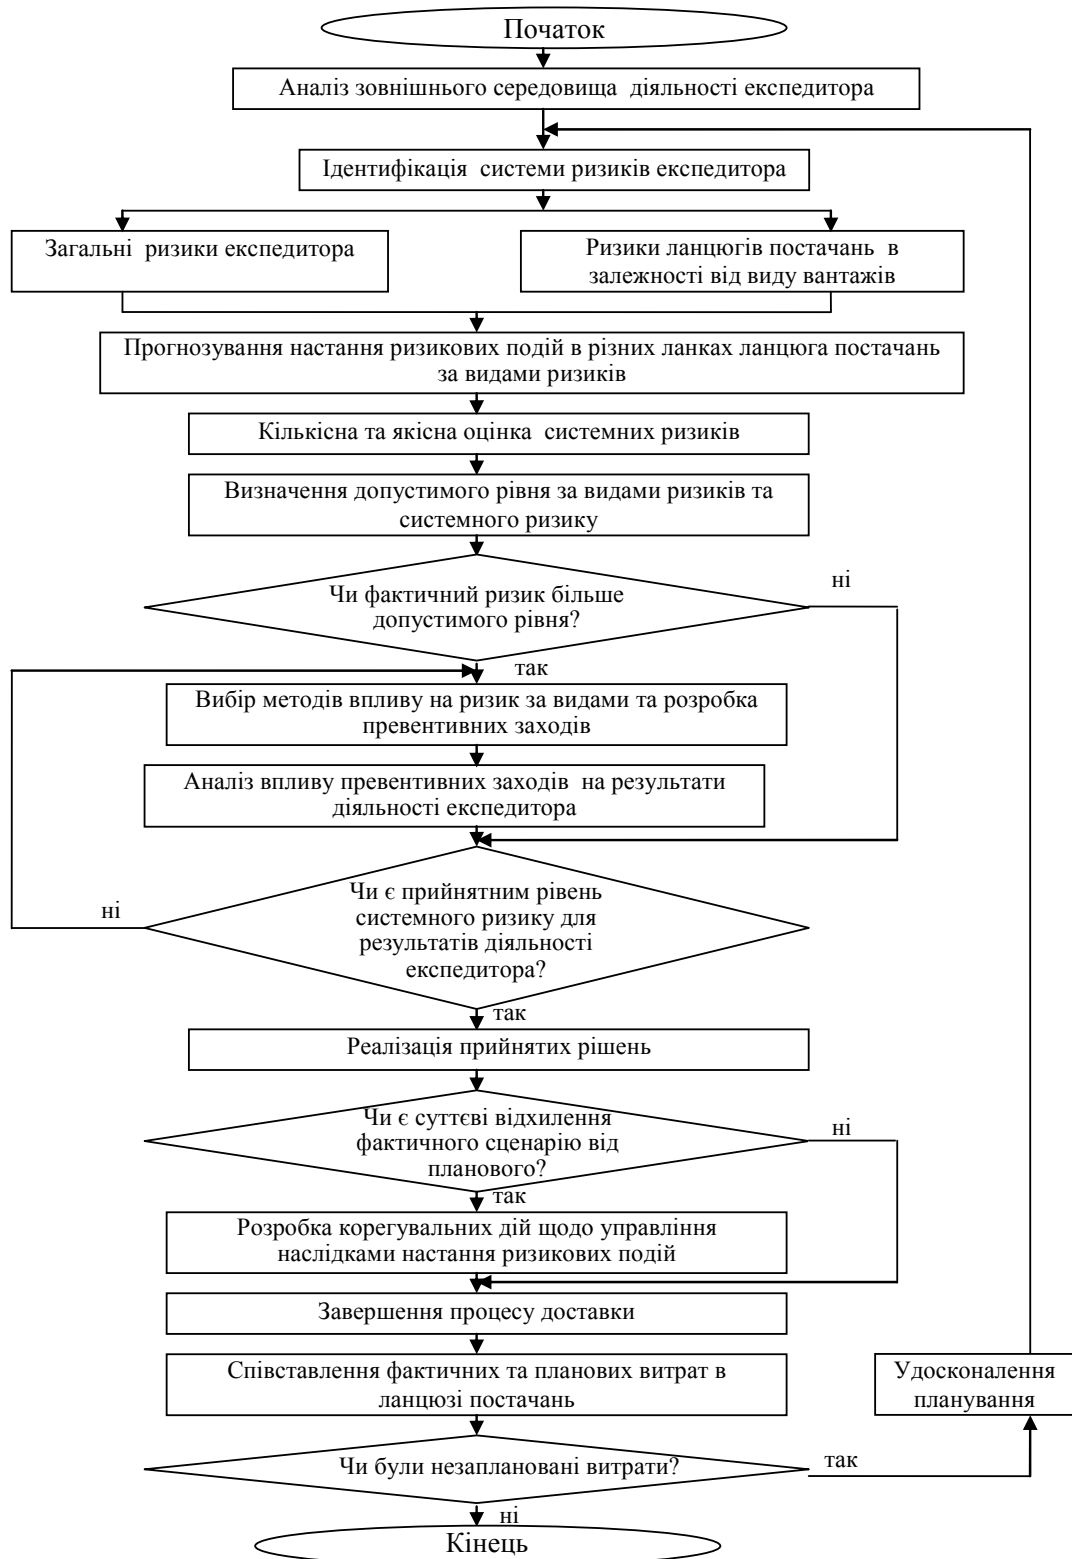 Початок
Аналіз зовнішнього середовища діяльності експедитора
Ідентифікація системи ризиків експедитора
Загальні ризики експедитора
Ризики ланцюгів постачань в
залежності від виду вантажів
Прогнозування настання ризикових подій в різних ланках ланцюга постачань
за видами ризиків
Кількісна та якісна оцінка системних ризиків
Визначення допустимого рівня за видами ризиків та
системного ризику
Чи фактичний ризик більше
допустимого рівня?
ні
так
Вибір методів впливу на ризик за видами та розробка
превентивних заходів
Аналіз впливу превентивних заходів на результати
діяльності експедитора
Чи є прийнятним рівень
системного ризику для
результатів діяльності
експедитора?
ні
так
Реалізація прийнятих рішень
Чи є суттєві відхилення
фактичного сценарію від
планового?
ні
так
Розробка корегувальних дій щодо управління
наслідками настання ризикових подій
Завершення процесу доставки
Співставлення фактичних та планових витрат в
ланцюзі постачань
Удосконалення
планування
Чи були незаплановані витрати?
так
ні
Кінець